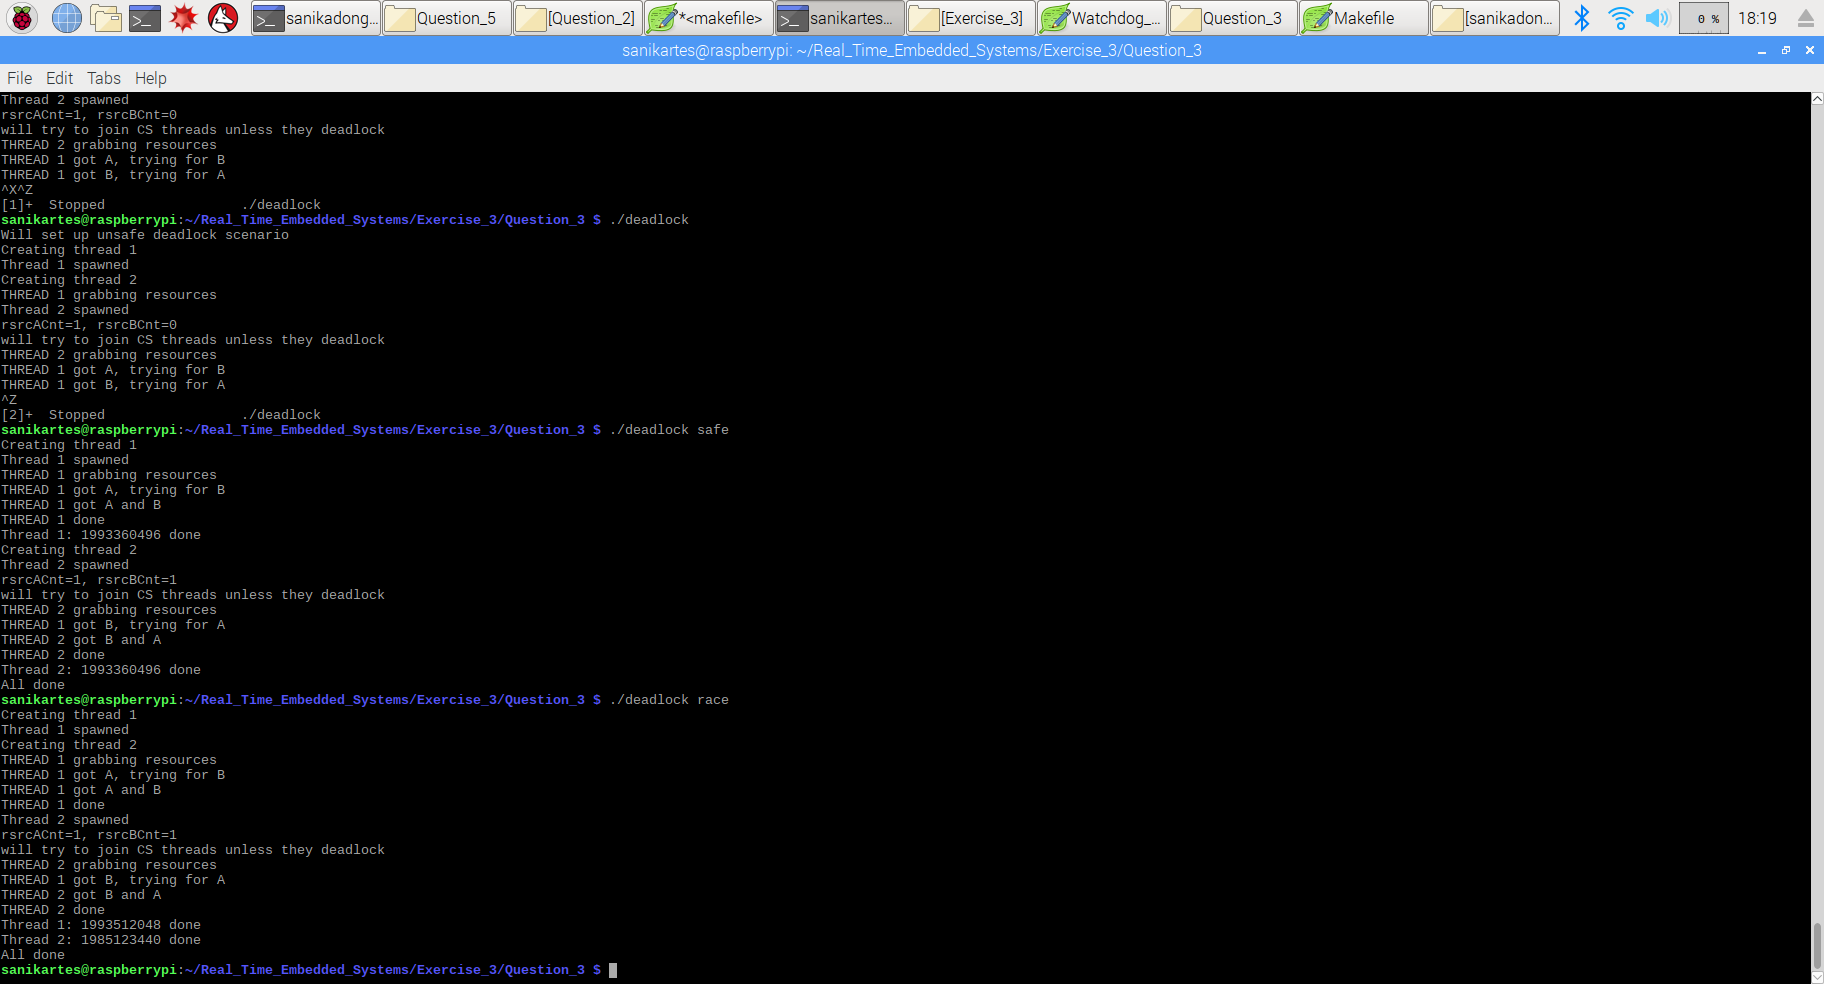 sanikadong... Question_5 [Question_2] *<makefile> sanikartes... [Exercise_3] Watchdog_... Question_3 Makefile [sanikadon... 0 % 18:19
sanikartes@raspberrypi: ~/Real_Time_Embedded_Systems/Exercise_3/Question_3
File Edit Tabs Help
Thread 2 spawned
rsrcACnt=1, rsrcBCnt=0
will try to join CS threads unless they deadlock
THREAD 2 grabbing resources
THREAD 1 got A, trying for B
THREAD 1 got B, trying for A
^X^Z
[1]+  Stopped                 ./deadlock
sanikartes@raspberrypi:~/Real_Time_Embedded_Systems/Exercise_3/Question_3 $ ./deadlock
Will set up unsafe deadlock scenario
Creating thread 1
Thread 1 spawned
Creating thread 2
THREAD 1 grabbing resources
Thread 2 spawned
rsrcACnt=1, rsrcBCnt=0
will try to join CS threads unless they deadlock
THREAD 2 grabbing resources
THREAD 1 got A, trying for B
THREAD 1 got B, trying for A
^Z
[2]+  Stopped                 ./deadlock
sanikartes@raspberrypi:~/Real_Time_Embedded_Systems/Exercise_3/Question_3 $ ./deadlock safe
Creating thread 1
Thread 1 spawned
THREAD 1 grabbing resources
THREAD 1 got A, trying for B
THREAD 1 got A and B
THREAD 1 done
Thread 1: 1993360496 done
Creating thread 2
Thread 2 spawned
rsrcACnt=1, rsrcBCnt=1
will try to join CS threads unless they deadlock
THREAD 2 grabbing resources
THREAD 1 got B, trying for A
THREAD 2 got B and A
THREAD 2 done
Thread 2: 1993360496 done
All done
sanikartes@raspberrypi:~/Real_Time_Embedded_Systems/Exercise_3/Question_3 $ ./deadlock race
Creating thread 1
Thread 1 spawned
Creating thread 2
THREAD 1 grabbing resources
THREAD 1 got A, trying for B
THREAD 1 got A and B
THREAD 1 done
Thread 2 spawned
rsrcACnt=1, rsrcBCnt=1
will try to join CS threads unless they deadlock
THREAD 2 grabbing resources
THREAD 1 got B, trying for A
THREAD 2 got B and A
THREAD 2 done
Thread 1: 1993512048 done
Thread 2: 1985123440 done
All done
sanikartes@raspberrypi:~/Real_Time_Embedded_Systems/Exercise_3/Question_3 $